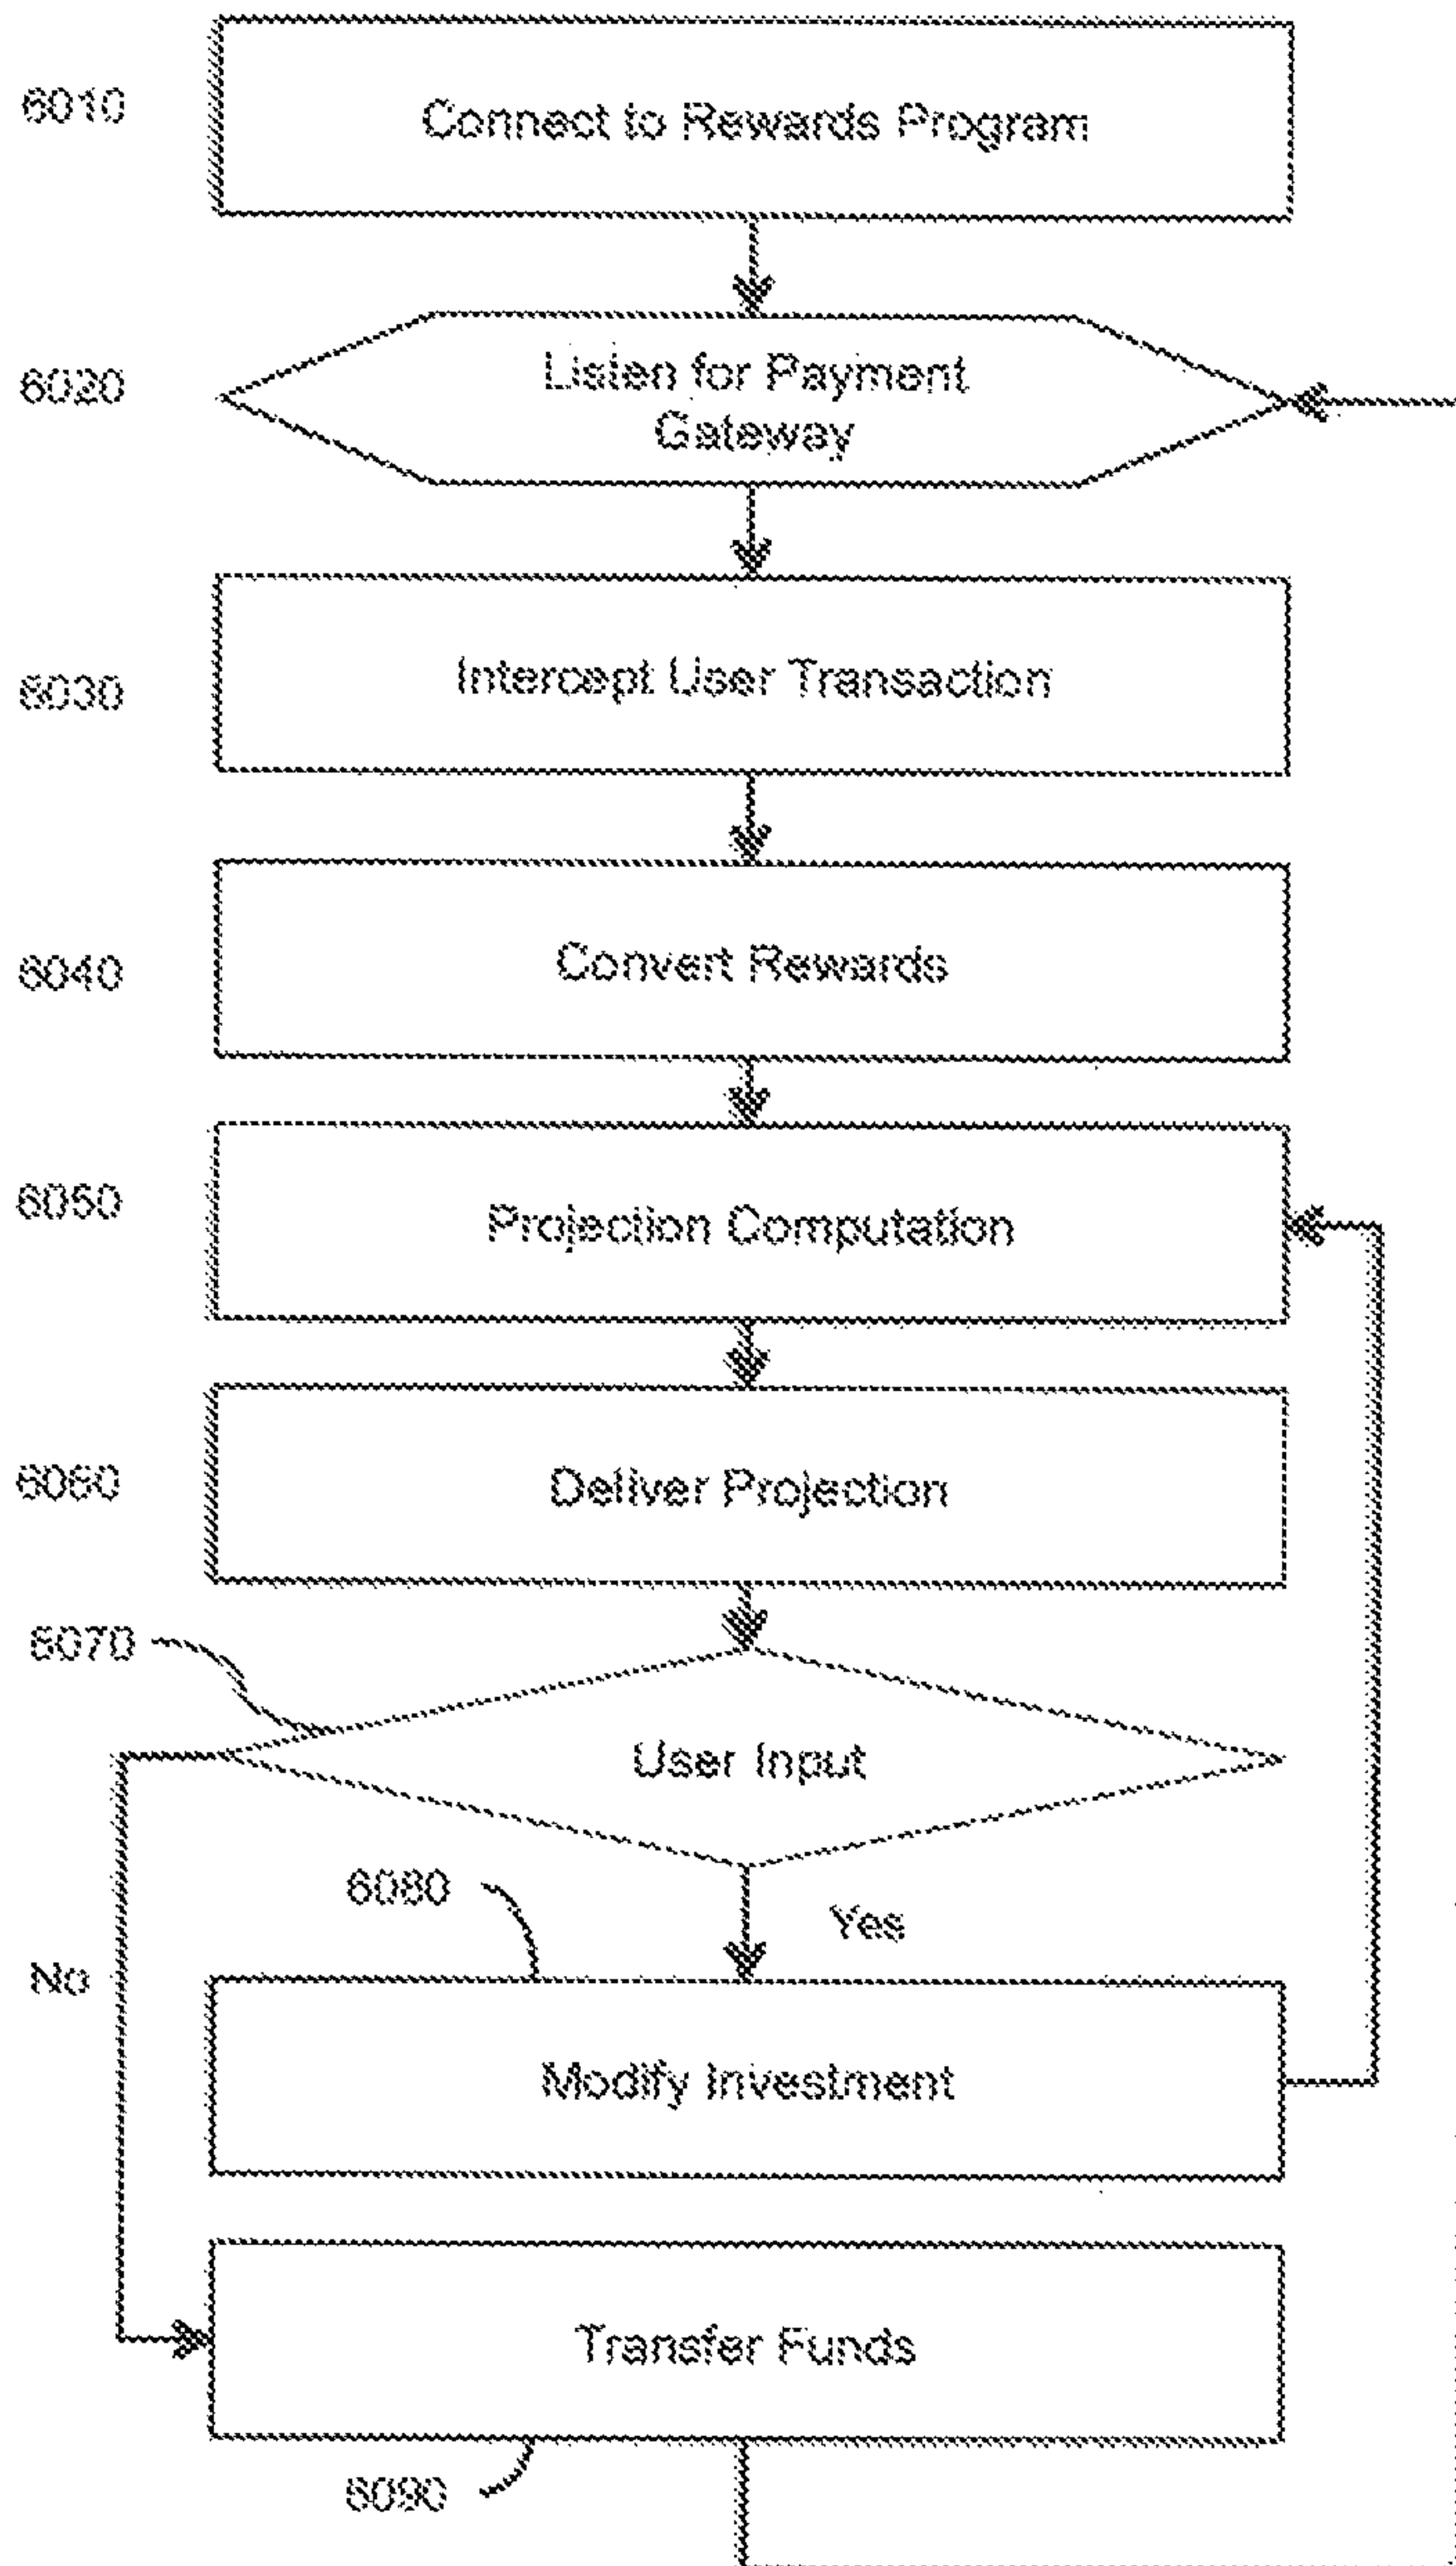 6010
Connect to Rewards Program
6020
Listen for Payment
Gateway
6030
Intercept User Transaction
6040
Convert Rewards
6050
Projection Computation
6060
Deliver Projection
6070
User Input
6080
Yes
No
Modify Investment
Transfer Funds
6090